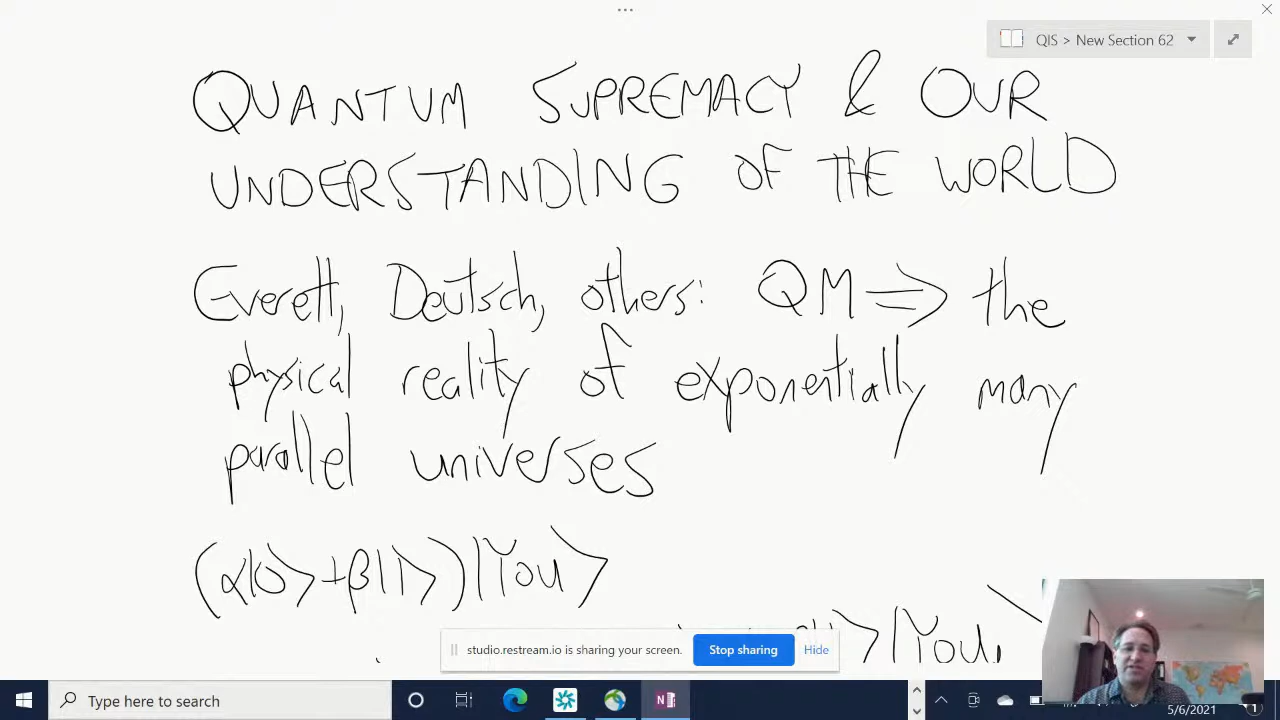 ...
QIS > New Section 62
QUANTUM SUPREMACY & OUR
UNDERSTANDING OF THE WORLD
Everett, Deutsch, others: QM ⇒ the
physical reality of exponentially many
parallel universes
(α|0⟩+β|1⟩)|You⟩
⟩|You
studio.restream.io is sharing your screen.
Stop sharing
Hide
Type here to search
5/6/2021
1